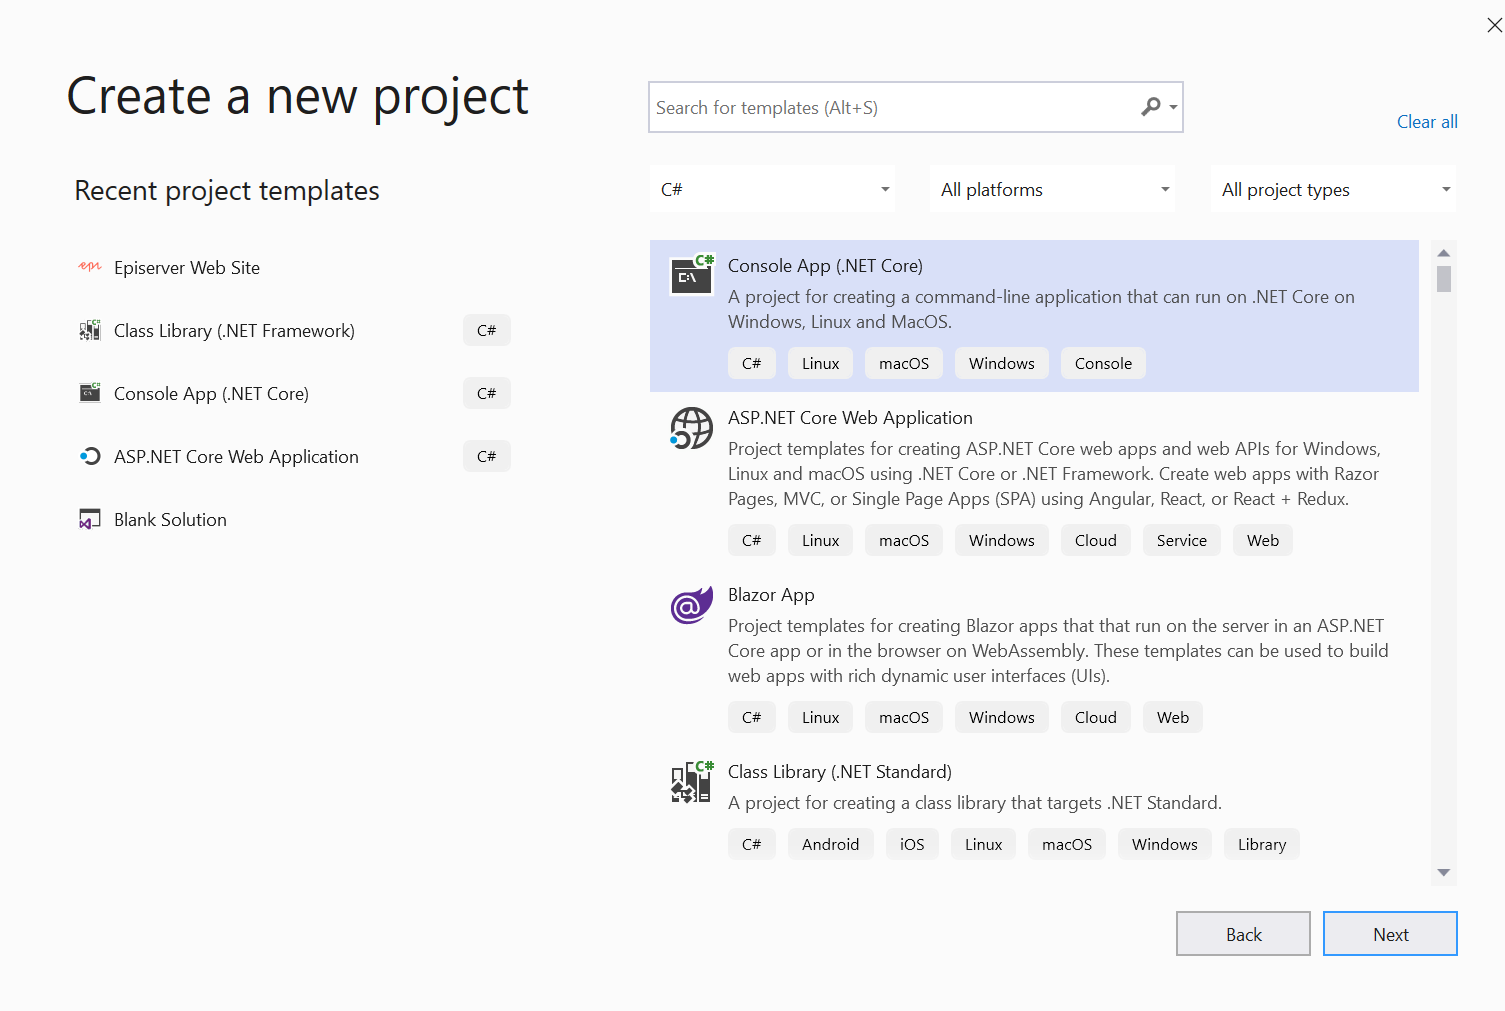 Create a new project
Search for templates (Alt+S)
Clear all
Recent project templates
C#
All platforms
All project types
epi Episerver Web Site
Class Library (.NET Framework) C#
Console App (.NET Core) C#
ASP.NET Core Web Application C#
Blank Solution
C#
C:\
Console App (.NET Core)
A project for creating a command-line application that can run on .NET Core on
Windows, Linux and MacOS.
C# Linux macOS Windows Console
ASP.NET Core Web Application
Project templates for creating ASP.NET Core web apps and web APIs for Windows,
Linux and macOS using .NET Core or .NET Framework. Create web apps with Razor
Pages, MVC, or Single Page Apps (SPA) using Angular, React, or React + Redux.
C# Linux macOS Windows Cloud Service Web
@
Blazor App
Project templates for creating Blazor apps that that run on the server in an ASP.NET
Core app or in the browser on WebAssembly. These templates can be used to build
web apps with rich dynamic user interfaces (UIs).
C# Linux macOS Windows Cloud Web
C#
Class Library (.NET Standard)
A project for creating a class library that targets .NET Standard.
C# Android iOS Linux macOS Windows Library
Back
Next